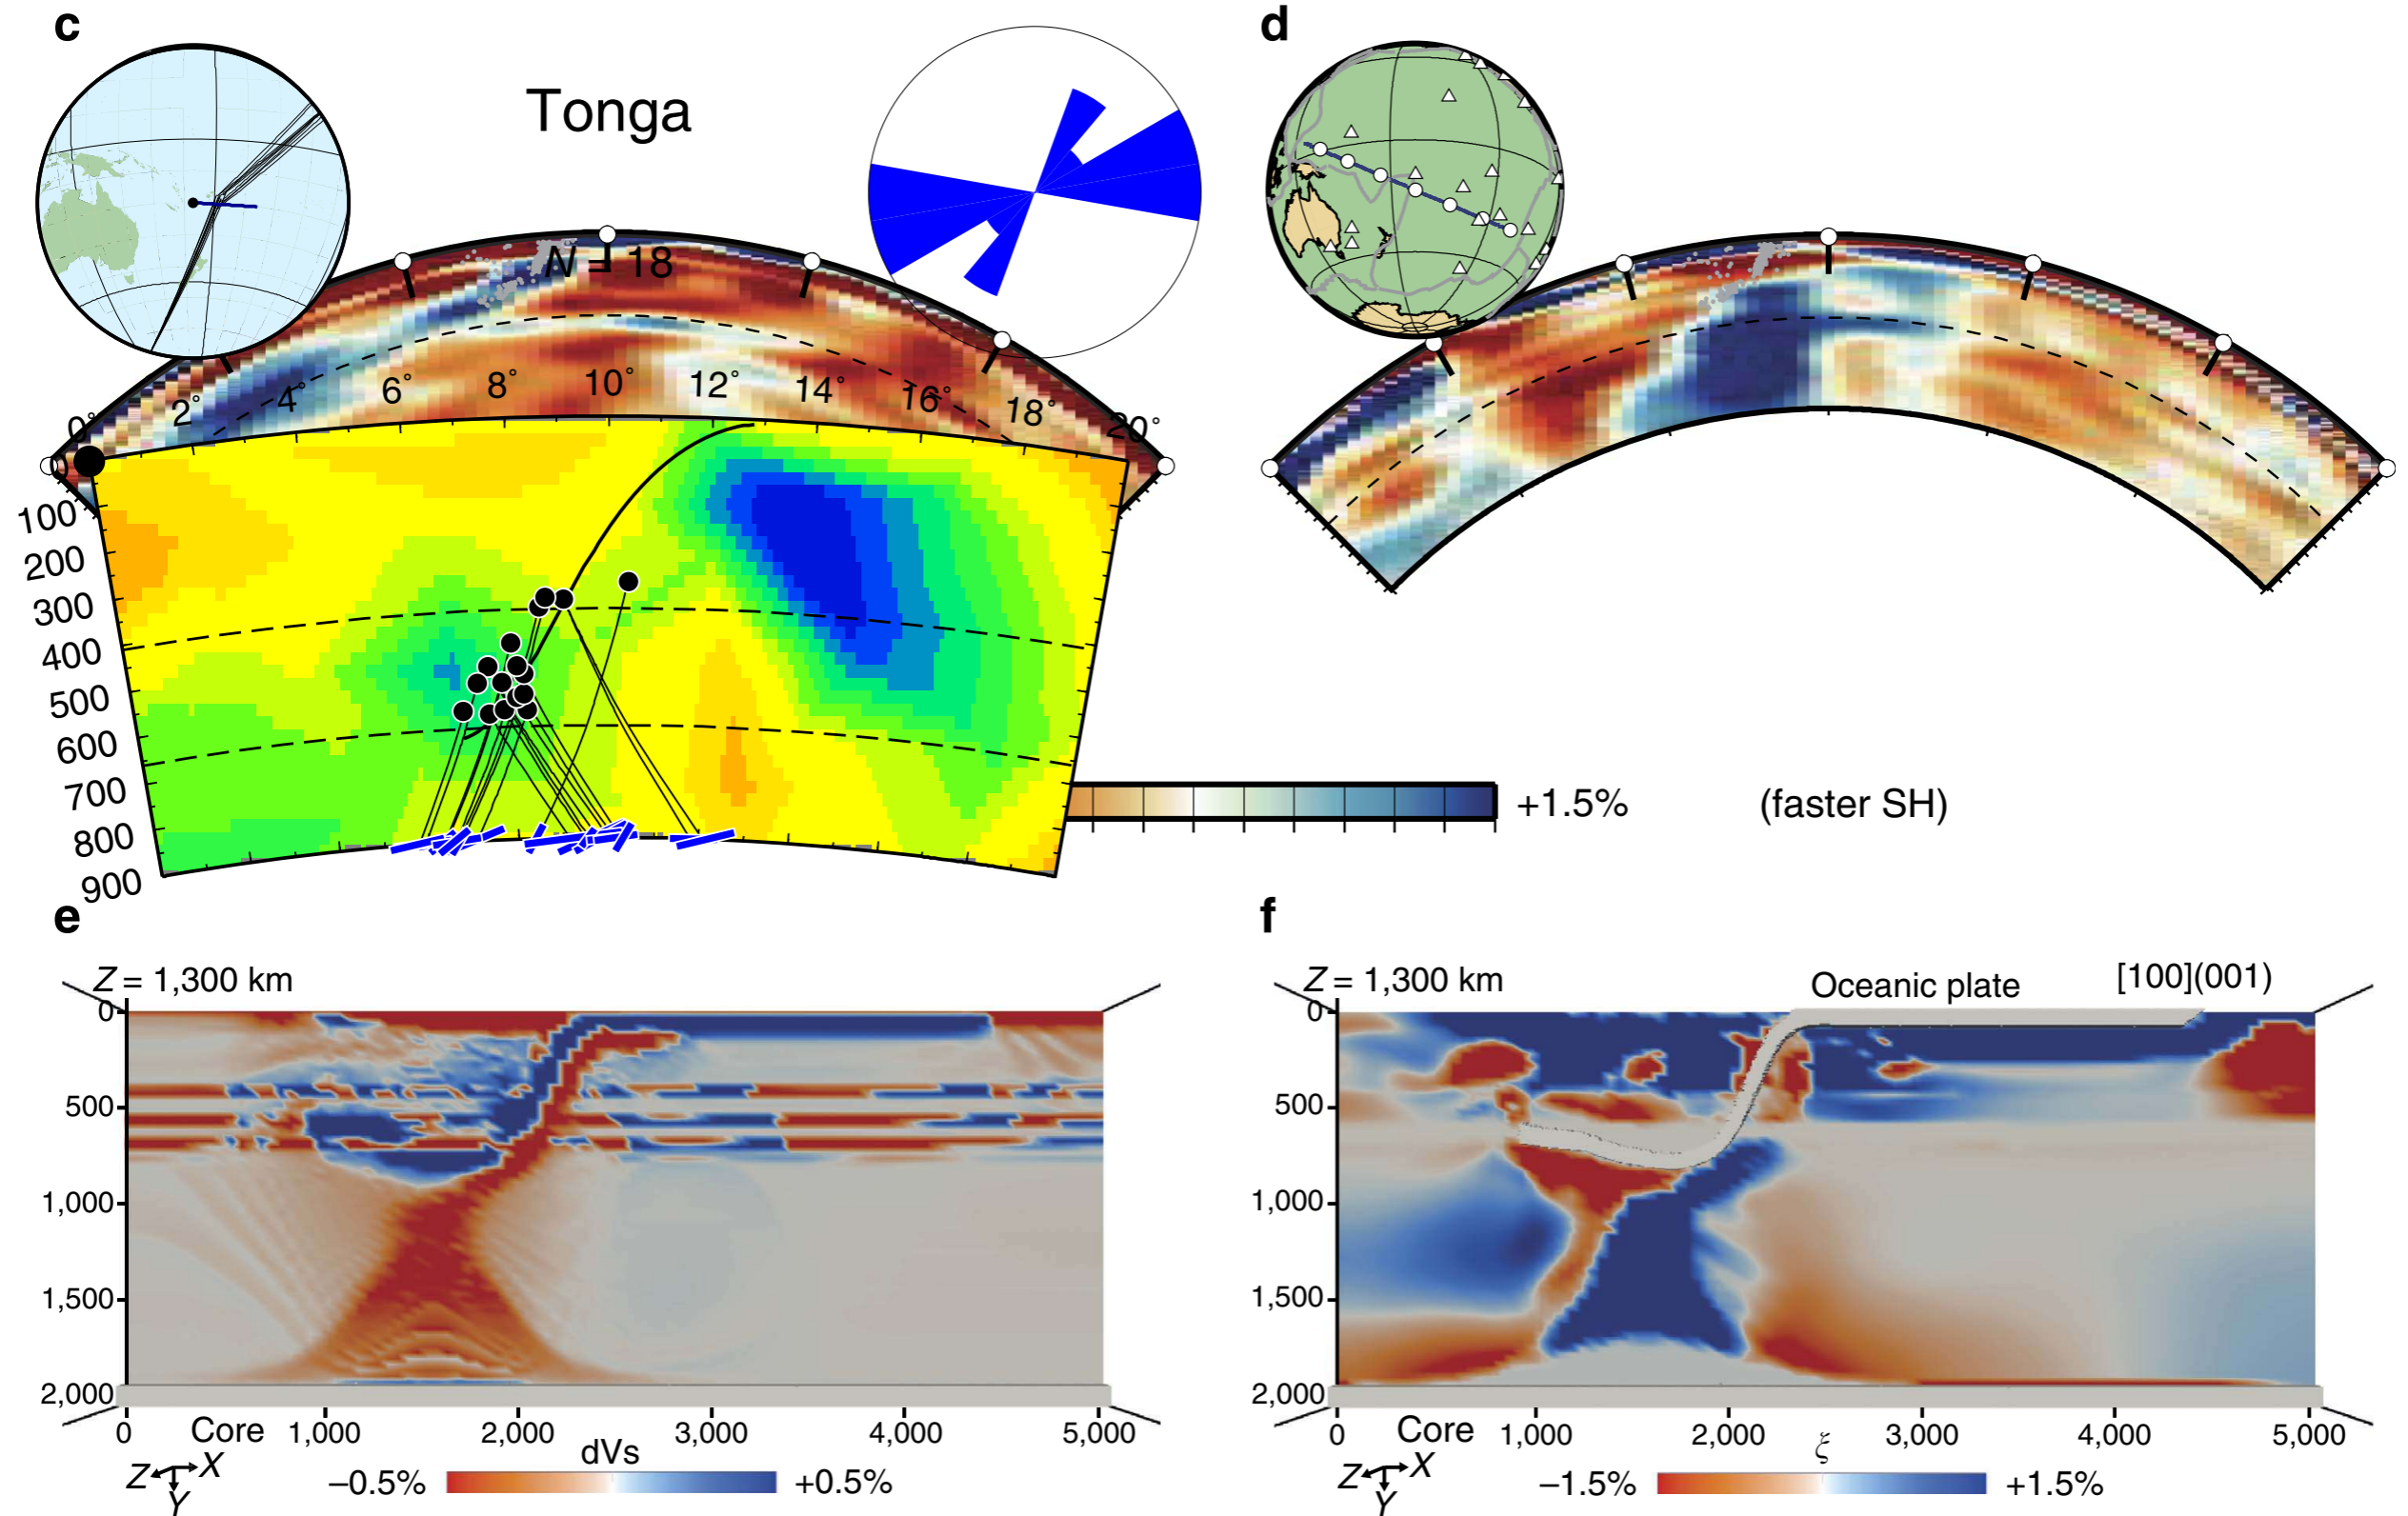 c
d
Tonga
N = 18
0°
2°
4°
6°
8°
10°
12°
14°
16°
18°
20°
100
200
300
400
500
600
700
800
900
+1.5%
(faster SH)
e
f
Z = 1,300 km
0
500
1,000
1,500
2,000
0
Core
1,000
2,000
3,000
4,000
5,000
dVs
Z
X
Y
−0.5%
+0.5%
Z = 1,300 km
Oceanic plate
[100](001)
0
500
1,000
1,500
2,000
0
Core
1,000
2,000
3,000
4,000
5,000
ξ
Z
X
Y
−1.5%
+1.5%